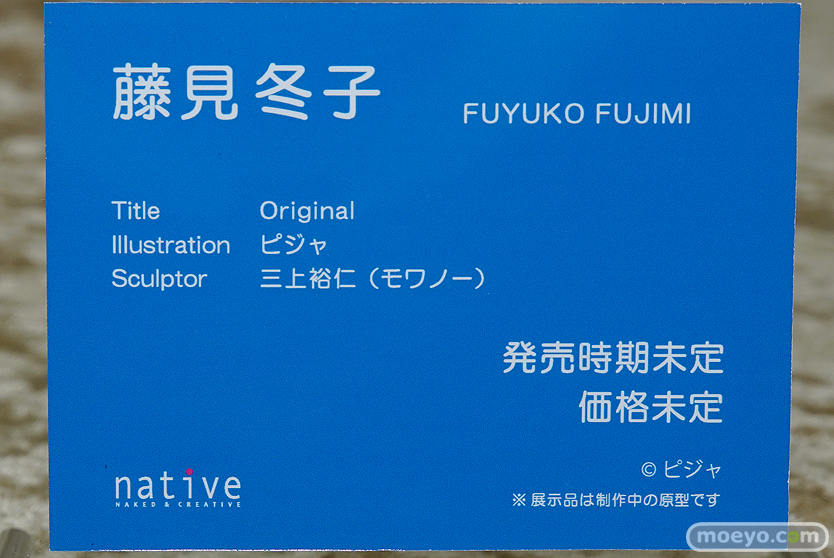 藤見 冬子 FUYUKO FUJIMI
Title Original
Illustration ピジャ
Sculptor 三上裕仁（モワノー）
発売時期未定
価格未定
© ピジャ
native
NAKED & CREATIVE
※ 展示品は制作中の原型です
moeyo.com